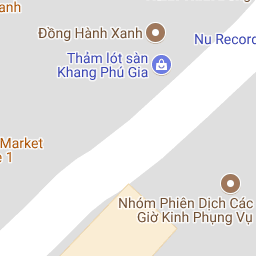 anh
Đồng Hành Xanh
Nu Record
Thảm lót sàn
Khang Phú Gia
Market
e 1
Nhóm Phiên Dịch Các
Giờ Kinh Phụng Vụ